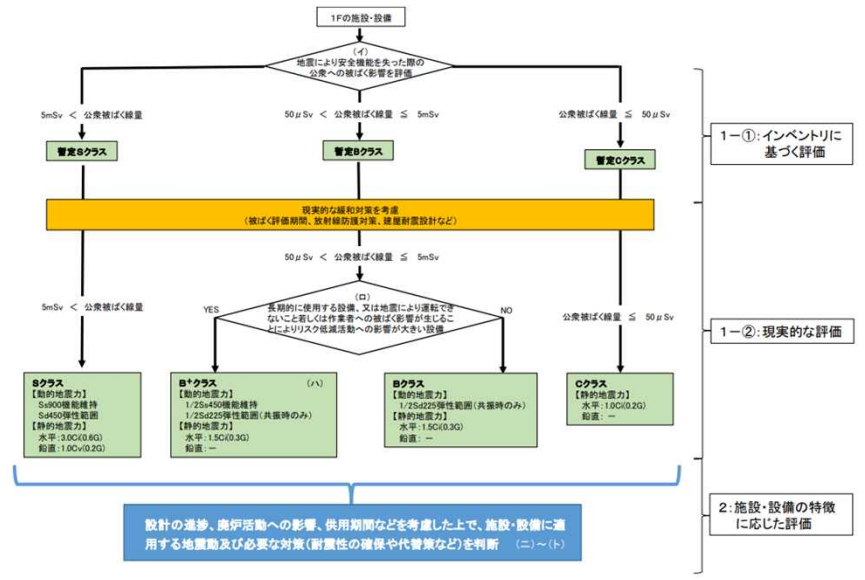 1Fの施設・設備
(イ)
地震により安全機能を失った際の
公衆への被ばく影響を評価
5mSv ＜ 公衆被ばく線量
50μSv ＜ 公衆被ばく線量 ≦ 5mSv
公衆被ばく線量 ≦ 50μSv
暫定Sクラス
暫定Bクラス
暫定Cクラス
1－①：インベントリに
基づく評価
現実的な緩和対策を考慮
(被ばく評価期間、放射線防護対策、建屋耐震設計など)
50μSv ＜ 公衆被ばく線量 ≦ 5mSv
5mSv ＜ 公衆被ばく線量
(ロ)
長期的に使用する設備、又は地震により運転でき
ないこと若しくは作業者への被ばく影響が生じるこ
とによりリスク低減活動への影響が大きい設備
YES
NO
公衆被ばく線量 ≦ 50μSv
1－②：現実的な評価
Sクラス
【動的地震力】
Ss900機能維持
Sd450弾性範囲
【静的地震力】
水平：3.0Ci(0.6G)
鉛直：1.0Cv(0.2G)
B⁺クラス (ハ)
【動的地震力】
1/2Ss450機能維持
1/2Sd225弾性範囲(共振時のみ)
【静的地震力】
水平：1.5Ci(0.3G)
鉛直：－
Bクラス
【動的地震力】
1/2Sd225弾性範囲(共振時のみ)
【静的地震力】
水平：1.5Ci(0.3G)
鉛直：－
Cクラス
【静的地震力】
水平：1.0Ci(0.2G)
鉛直：－
設計の進捗、廃炉活動への影響、供用期間などを考慮した上で、施設・設備に適
用する地震動及び必要な対策(耐震性の確保や代替策など)を判断 (ニ)～(ト)
2：施設・設備の特徴
に応じた評価